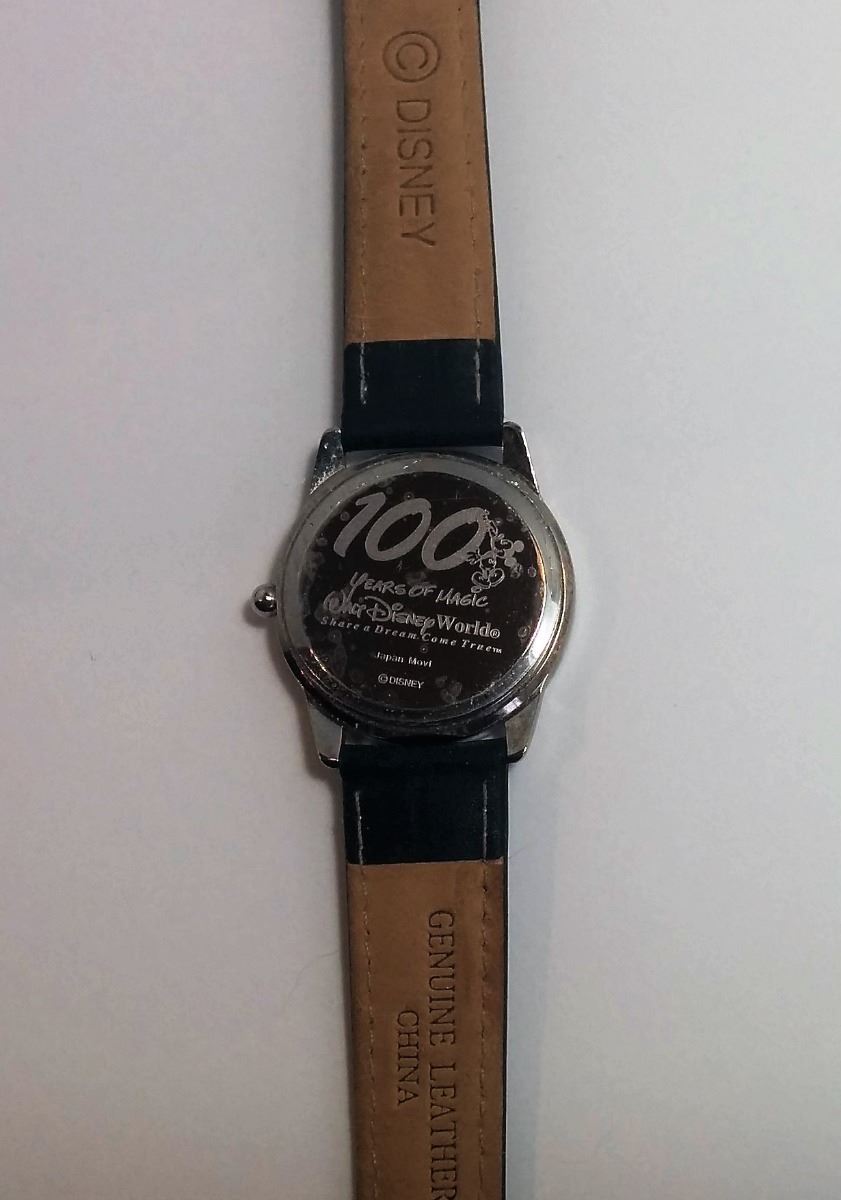 © DISNEY
100
YEARS OF MAGIC
WALT DISNEY World®
Share a Dream Come True™
Japan Movt
© DISNEY
GENUINE LEATHER
CHINA